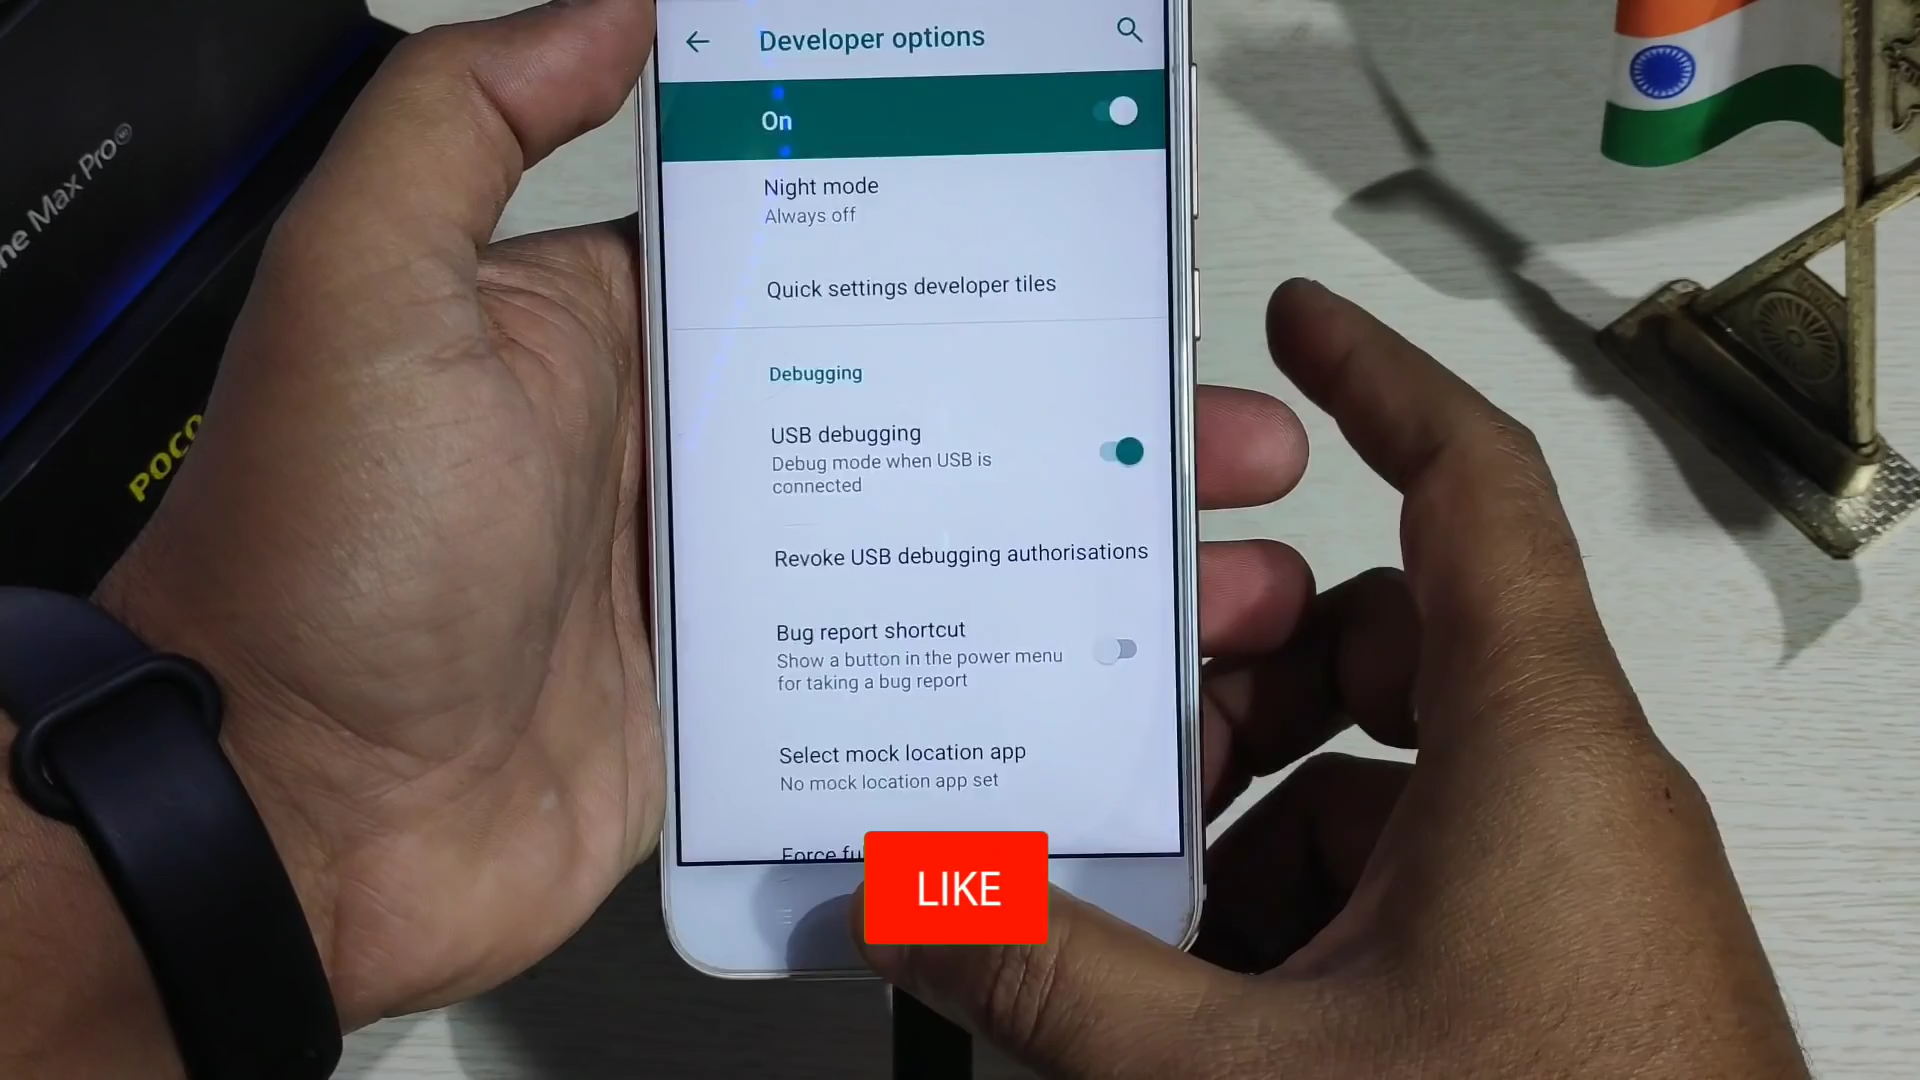 Developer options
On
Night mode
Always off
Quick settings developer tiles
Debugging
USB debugging
Debug mode when USB is
connected
Revoke USB debugging authorisations
Bug report shortcut
Show a button in the power menu
for taking a bug report
Select mock location app
No mock location app set
Force
LIKE
Max Pro
POCO